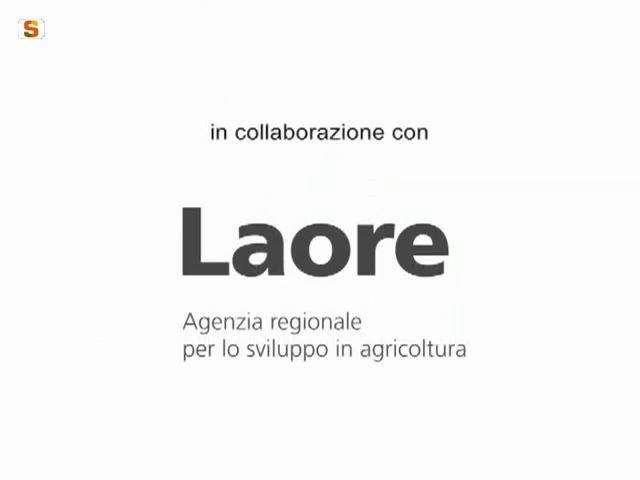 S
in collaborazione con
Laore
Agenzia regionale
per lo sviluppo in agricoltura